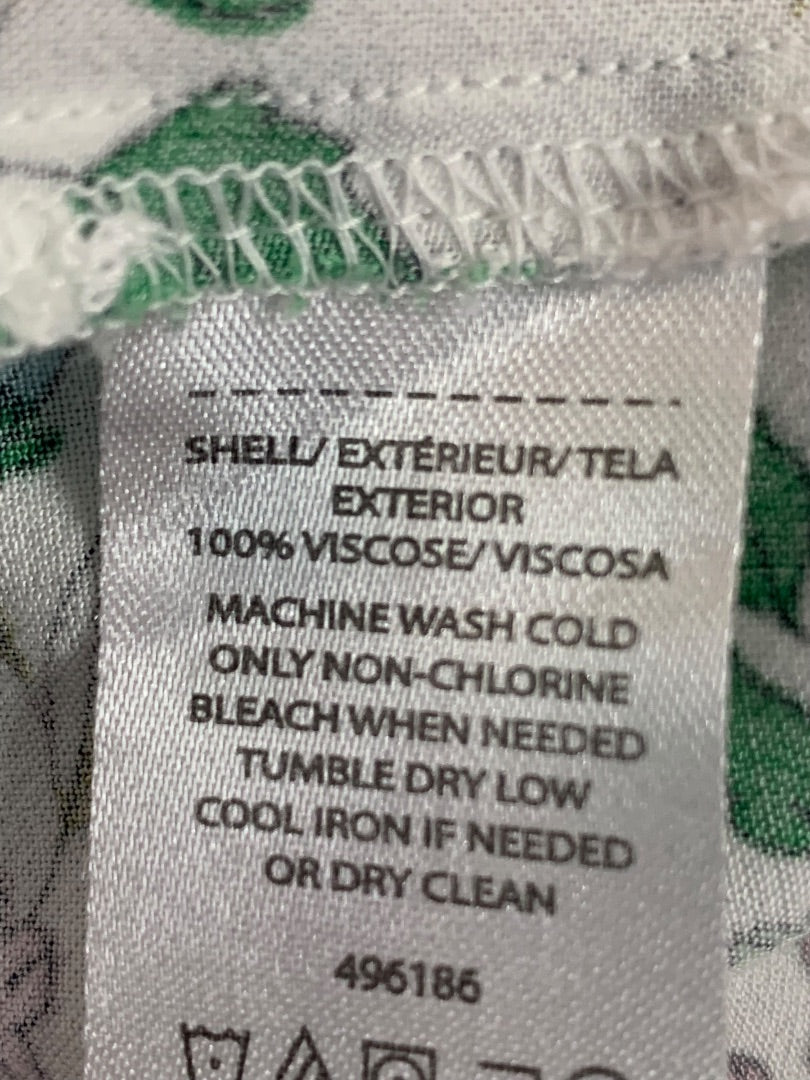 SHELL/ EXTÉRIEUR/ TELA
EXTERIOR
100% VISCOSE/ VISCOSA
MACHINE WASH COLD
ONLY NON-CHLORINE
BLEACH WHEN NEEDED
TUMBLE DRY LOW
COOL IRON IF NEEDED
OR DRY CLEAN
496186